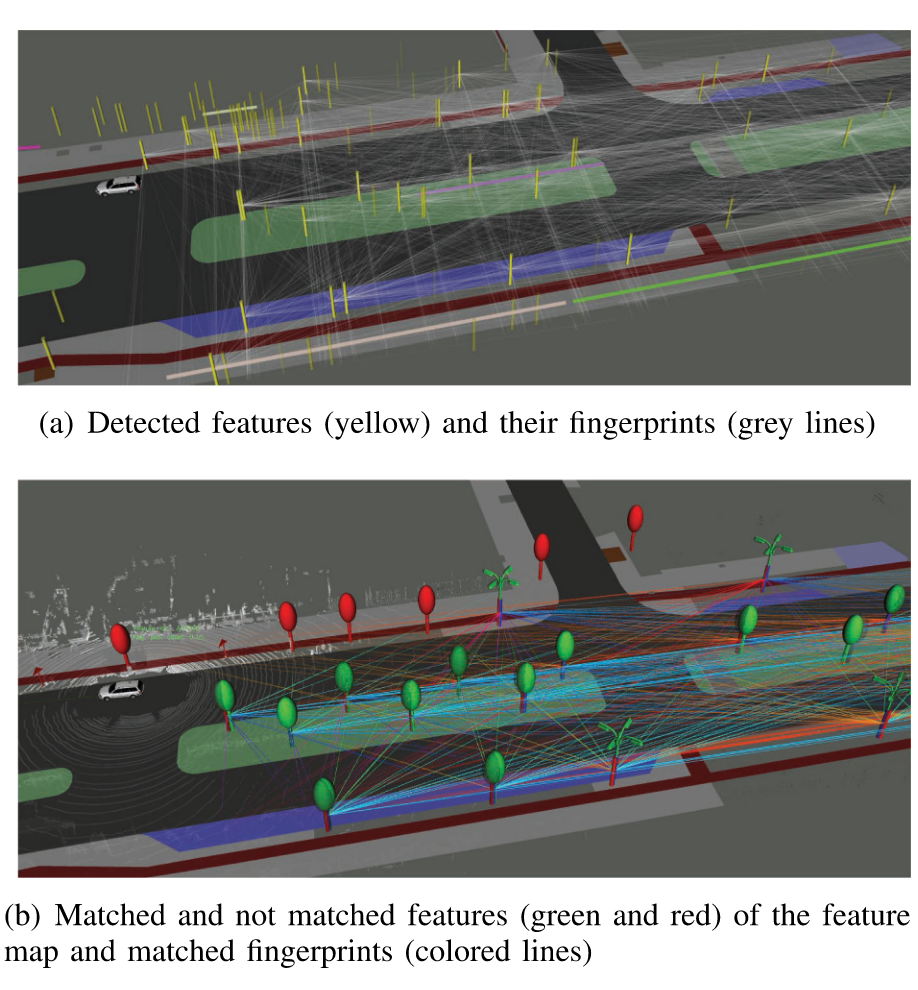 (a) Detected features (yellow) and their fingerprints (grey lines)
(b) Matched and not matched features (green and red) of the feature
map and matched fingerprints (colored lines)